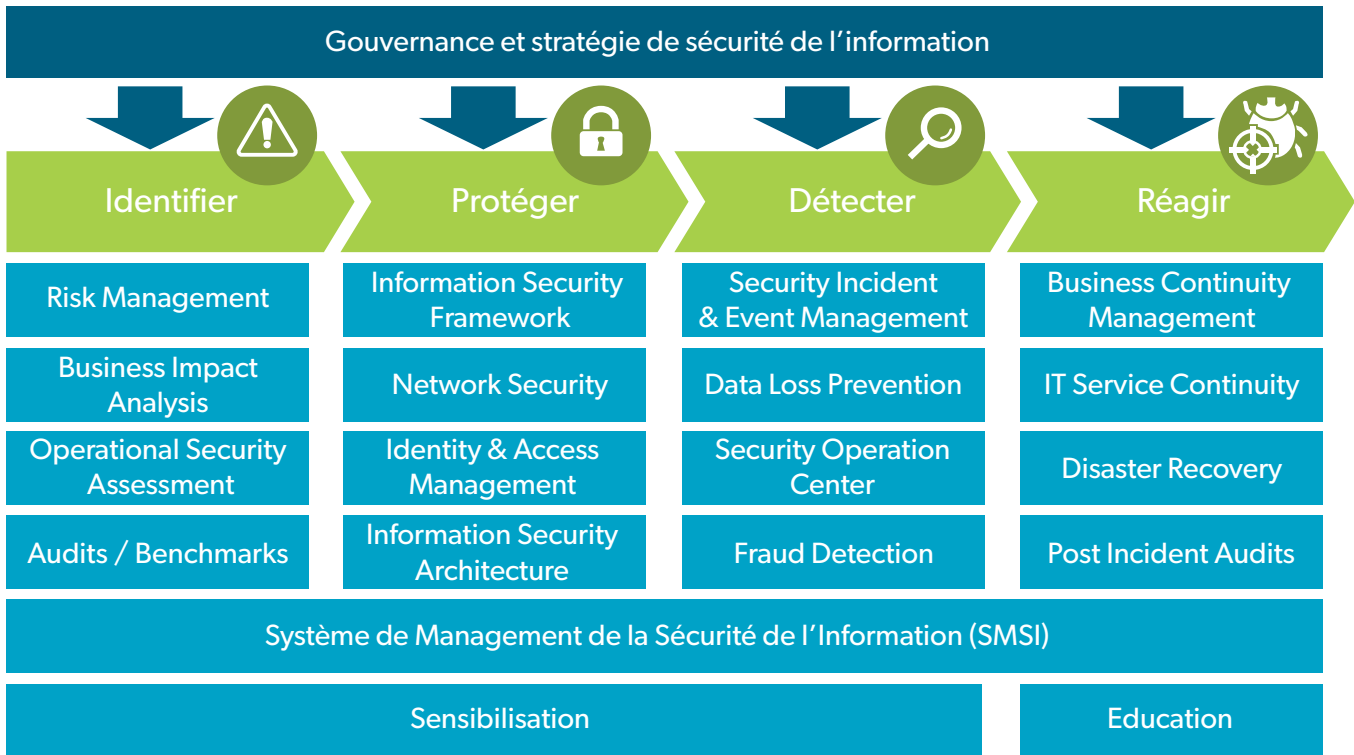 Gouvernance et stratégie de sécurité de l’information
Identifier
Protéger
Détecter
Réagir
Risk Management
Information Security
Framework
Security Incident
& Event Management
Business Continuity
Management
Business Impact
Analysis
Network Security
Data Loss Prevention
IT Service Continuity
Operational Security
Assessment
Identity & Access
Management
Security Operation
Center
Disaster Recovery
Audits / Benchmarks
Information Security
Architecture
Fraud Detection
Post Incident Audits
Système de Management de la Sécurité de l’Information (SMSI)
Sensibilisation
Education